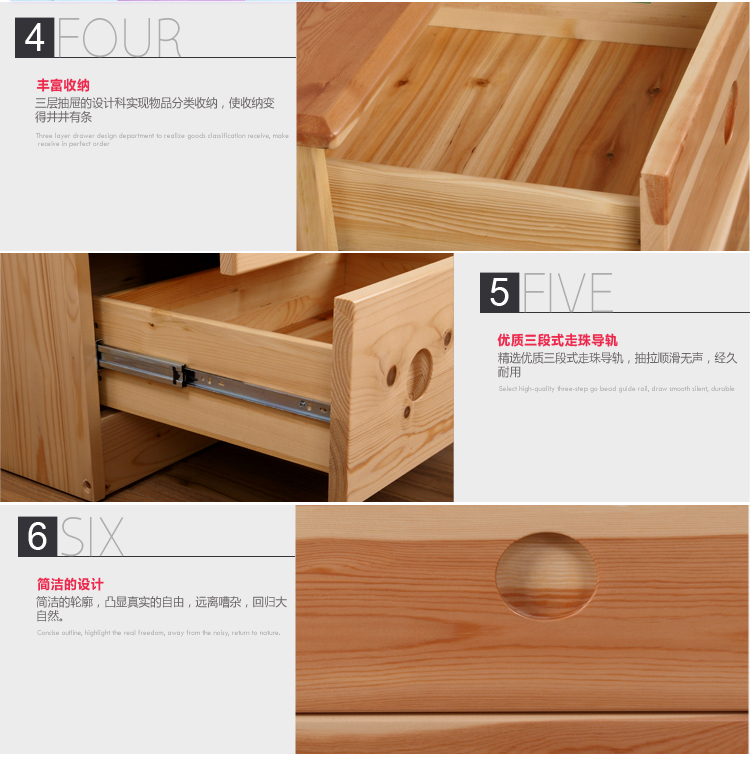 4 FOUR
丰富收纳
三层抽屉的设计科实现物品分类收纳，使收纳变
得井井有条
Three layer drawer design department to realize goods classification receive, make
receive in perfect order
5 FIVE
优质三段式走珠导轨
精选优质三段式走珠导轨，抽拉顺滑无声，经久
耐用
Select high-quality three-step go bead guide rail, draw smooth silent, durable
6 SIX
简洁的设计
简洁的轮廓，凸显真实的自由，远离嘈杂，回归大
自然。
Concise outline, highlight the real freedom, away from the noisy, return to nature.